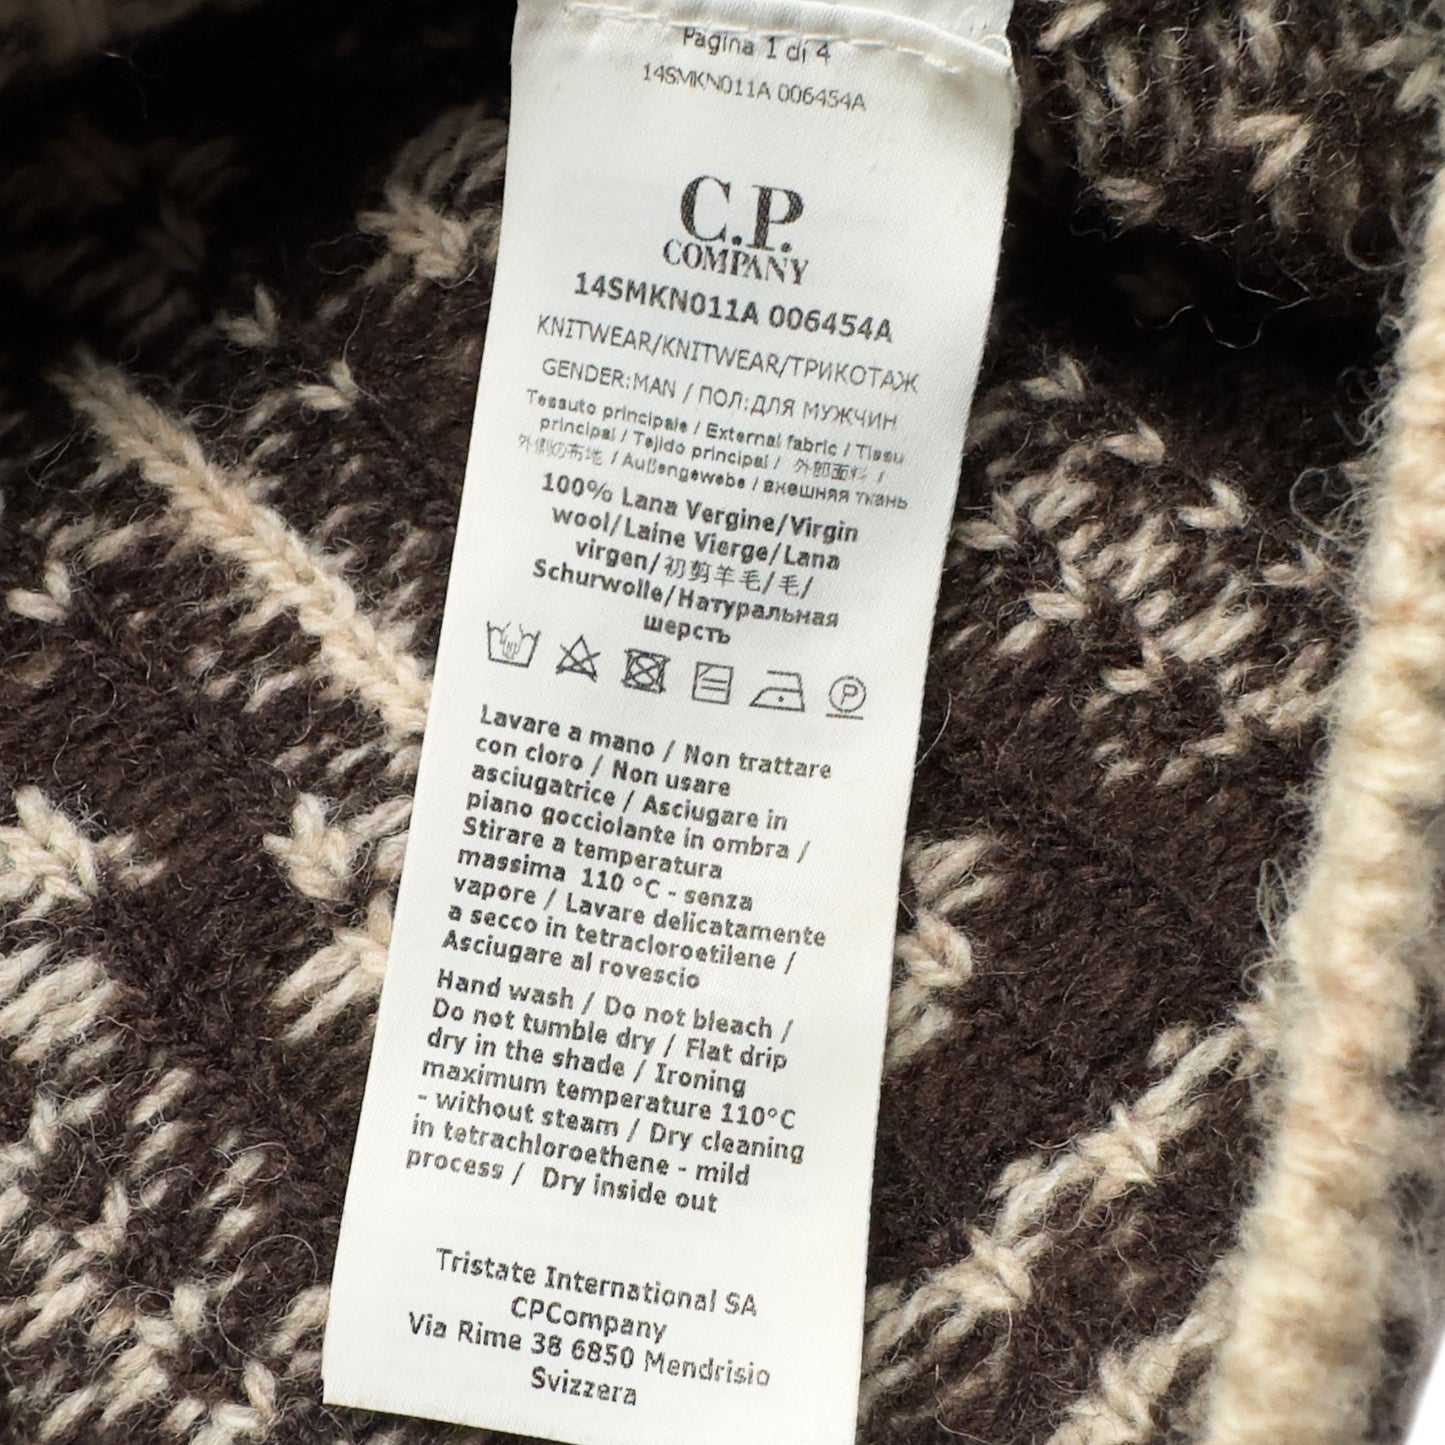 Pagina 1 di 4
14SMKN011A 006454A
C.P.
COMPANY
14SMKN011A 006454A
KNITWEAR/KNITWEAR/ТРИКОТАЖ
GENDER:MAN / ПОЛ:ДЛЯ МУЖЧИН
Tessuto principale / External fabric / Tissu
principal / Tejido principal / 外部面料 /
外側の布地 / Außengewebe / внешняя ткань
100% Lana Vergine/Virgin
wool/Laine Vierge/Lana
virgen/初剪羊毛/毛/
Schurwolle/Натуральная
шерсть
P
Lavare a mano / Non trattare
con cloro / Non usare
asciugatrice / Asciugare in
piano gocciolante in ombra /
Stirare a temperatura
massima 110 °C - senza
vapore / Lavare delicatamente
a secco in tetracloroetilene /
Asciugare al rovescio
Hand wash / Do not bleach /
Do not tumble dry / Flat drip
dry in the shade / Ironing
maximum temperature 110°C
- without steam / Dry cleaning
in tetrachloroethene - mild
process / Dry inside out
Tristate International SA
CPCompany
Via Rime 38 6850 Mendrisio
Svizzera